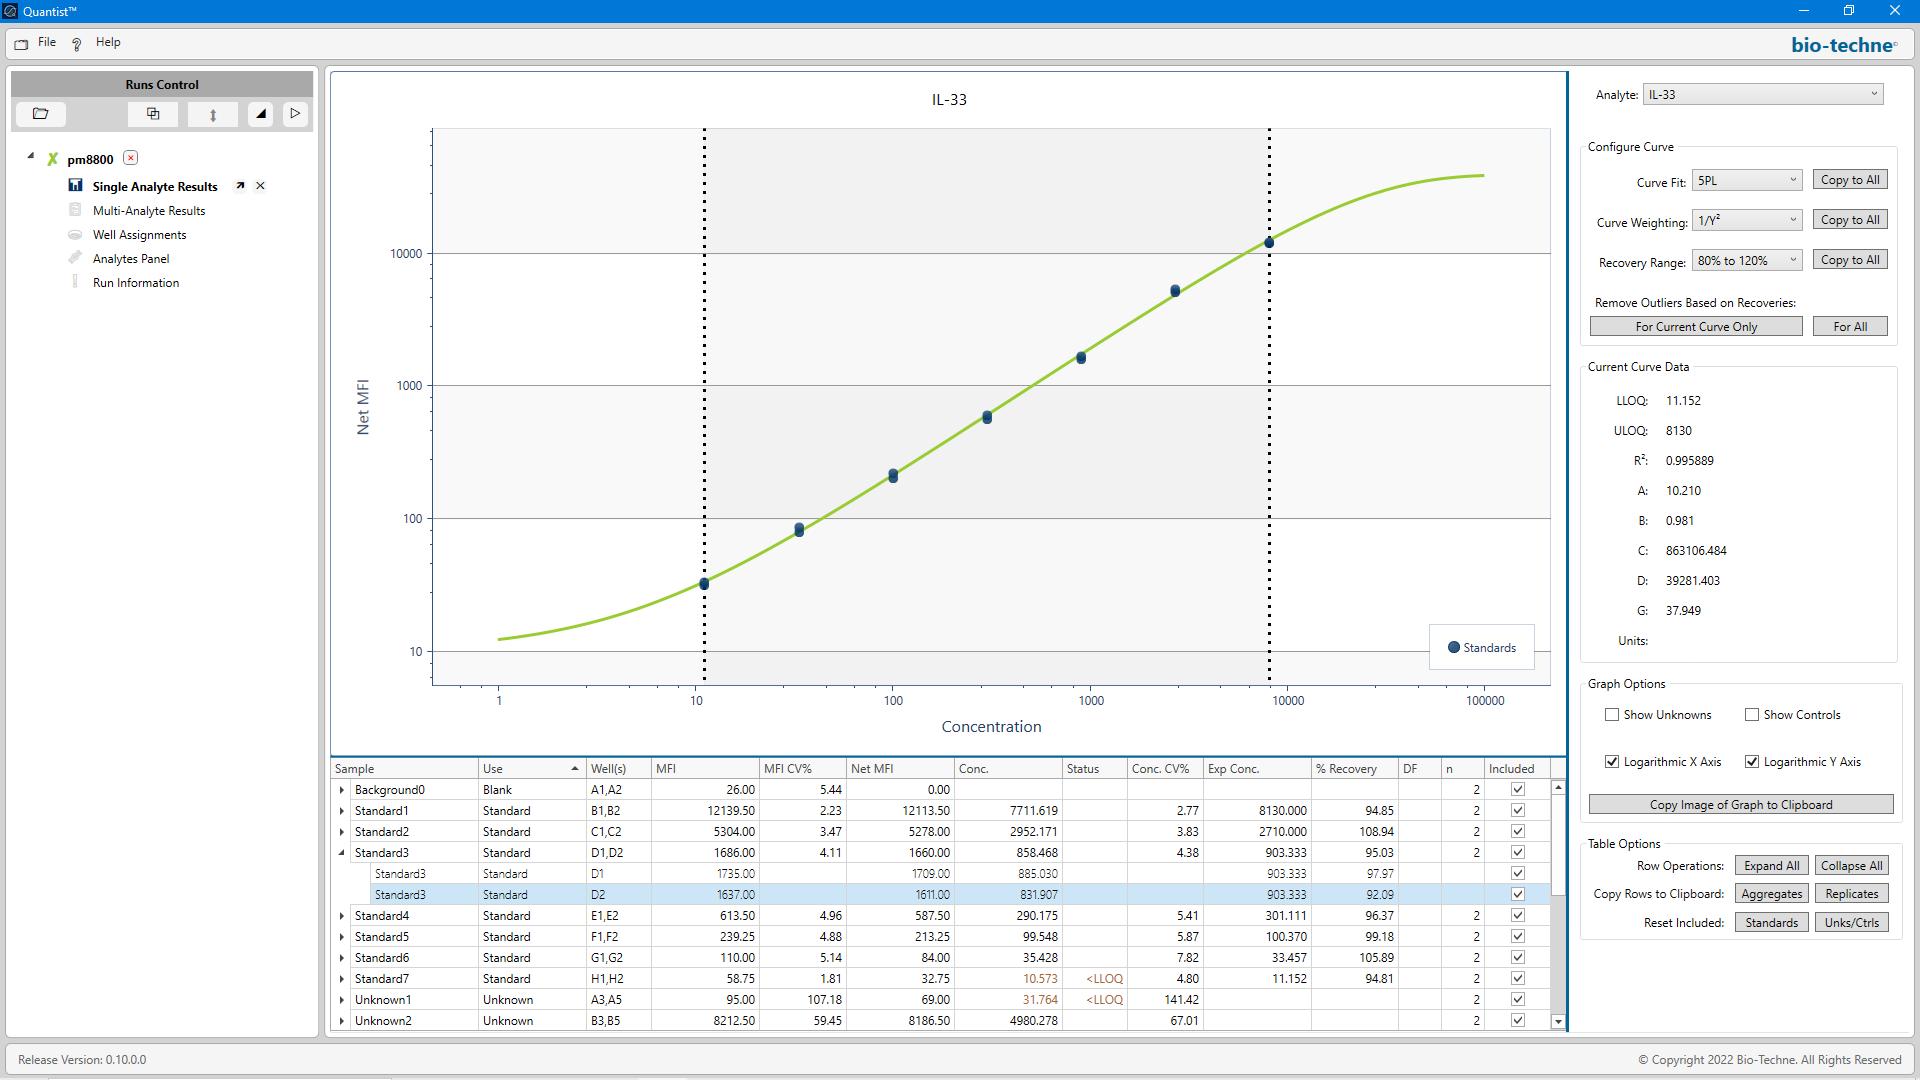 Quantist™
File Help
bio-techne®
Runs Control
pm8800
Single Analyte Results
Multi-Analyte Results
Well Assignments
Analytes Panel
Run Information
IL-33
Net MFI
10000
1000
100
10
1 10 100 1000 10000 100000
Concentration
Standards
Sample Use Well(s) MFI MFI CV% Net MFI Conc. Status Conc. CV% Exp Conc. % Recovery DF n Included
Background0 Blank A1,A2 26.00 5.44 0.00 2
Standard1 Standard B1,B2 12139.50 2.23 12113.50 7711.619 2.77 8130.000 94.85 2
Standard2 Standard C1,C2 5304.00 3.47 5278.00 2952.171 3.83 2710.000 108.94 2
Standard3 Standard D1,D2 1686.00 4.11 1660.00 858.468 4.38 903.333 95.03 2
Standard3 Standard D1 1735.00 1709.00 885.030 903.333 97.97
Standard3 Standard D2 1637.00 1611.00 831.907 903.333 92.09
Standard4 Standard E1,E2 613.50 4.96 587.50 290.175 5.41 301.111 96.37 2
Standard5 Standard F1,F2 239.25 4.88 213.25 99.548 5.87 100.370 99.18 2
Standard6 Standard G1,G2 110.00 5.14 84.00 35.428 7.82 33.457 105.89 2
Standard7 Standard H1,H2 58.75 1.81 32.75 10.573 <LLOQ 4.80 11.152 94.81 2
Unknown1 Unknown A3,A5 95.00 107.18 69.00 31.764 <LLOQ 141.42 2
Unknown2 Unknown B3,B5 8212.50 59.45 8186.50 4980.278 67.01 2
Analyte: IL-33
Configure Curve
Curve Fit: 5PL Copy to All
Curve Weighting: 1/Y² Copy to All
Recovery Range: 80% to 120% Copy to All
Remove Outliers Based on Recoveries:
For Current Curve Only For All
Current Curve Data
LLOQ: 11.152
ULOQ: 8130
R²: 0.995889
A: 10.210
B: 0.981
C: 863106.484
D: 39281.403
G: 37.949
Units:
Graph Options
Show Unknowns Show Controls
Logarithmic X Axis Logarithmic Y Axis
Copy Image of Graph to Clipboard
Table Options
Row Operations: Expand All Collapse All
Copy Rows to Clipboard: Aggregates Replicates
Reset Included: Standards Unks/Ctrls
Release Version: 0.10.0.0
© Copyright 2022 Bio-Techne. All Rights Reserved